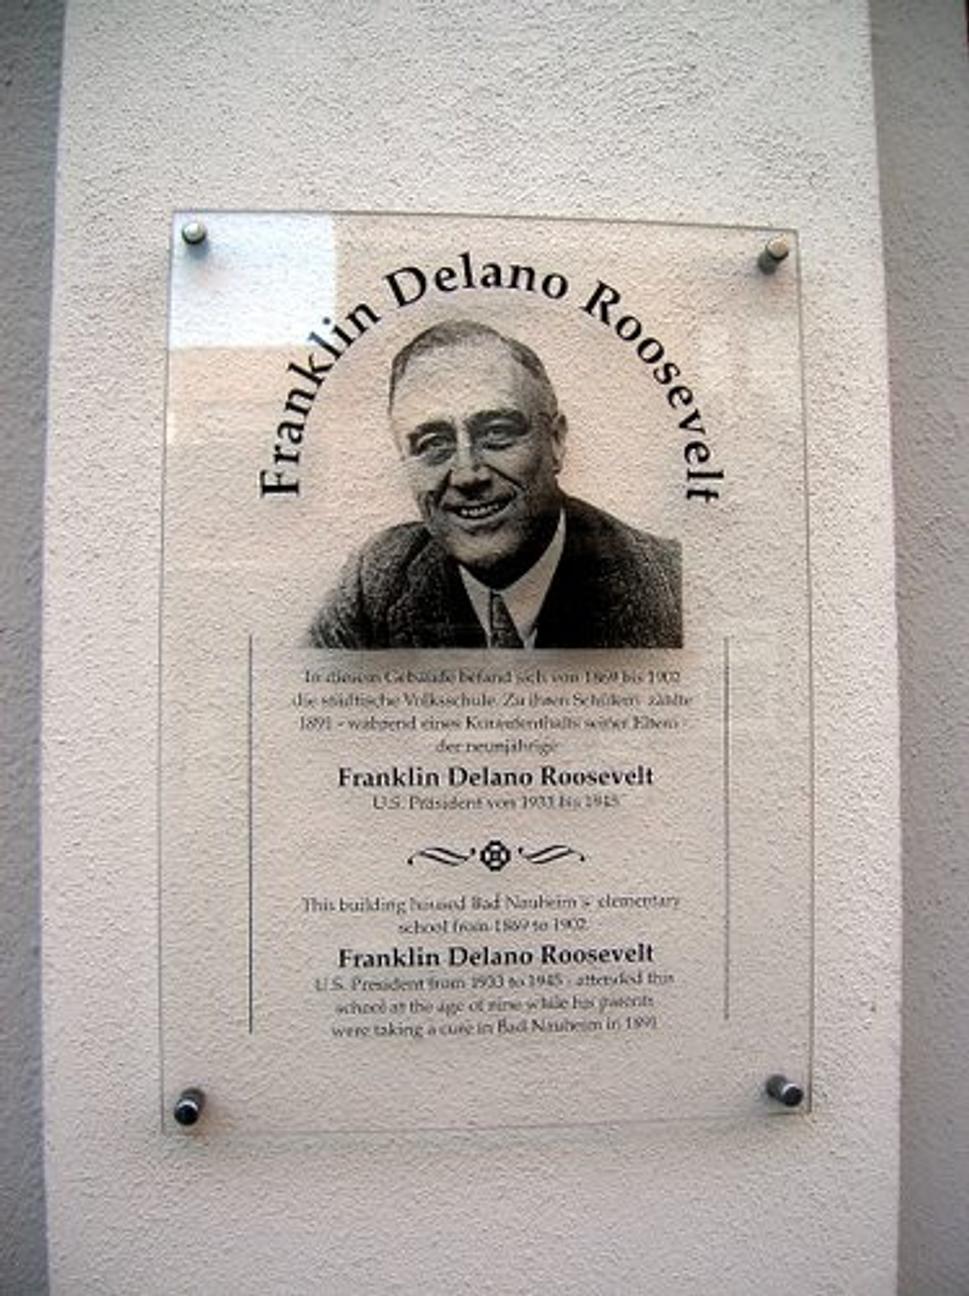 Franklin Delano Roosevelt
In diesem Gebäude befand sich von 1869 bis 1902
die städtische Volksschule. Zu ihren Schülern zählte
1891 - während eines Kuraufenthalts seiner Eltern -
der neunjährige
Franklin Delano Roosevelt
U.S. Präsident von 1933 bis 1945
This building housed Bad Nauheim's elementary
school from 1869 to 1902.
Franklin Delano Roosevelt
U.S. President from 1933 to 1945 - attended this
school at the age of nine while his parents
were taking a cure in Bad Nauheim in 1891